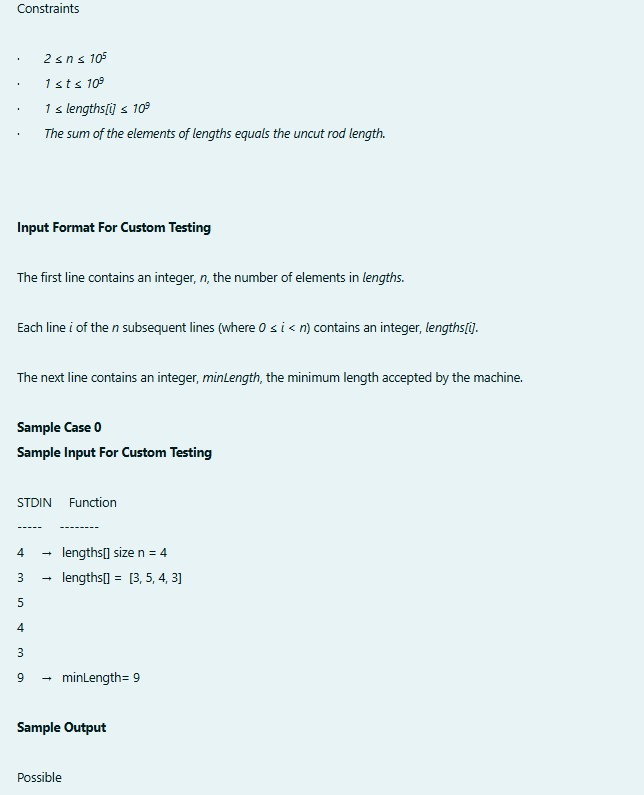 Constraints
· 2 ≤ n ≤ 10⁵
· 1 ≤ t ≤ 10⁹
· 1 ≤ lengths[i] ≤ 10⁹
· The sum of the elements of lengths equals the uncut rod length.
Input Format For Custom Testing
The first line contains an integer, n, the number of elements in lengths.
Each line i of the n subsequent lines (where 0 ≤ i < n) contains an integer, lengths[i].
The next line contains an integer, minLength, the minimum length accepted by the machine.
Sample Case 0
Sample Input For Custom Testing
STDIN Function
----- --------
4 → lengths[] size n = 4
3 → lengths[] = [3, 5, 4, 3]
5
4
3
9 → minLength= 9
Sample Output
Possible